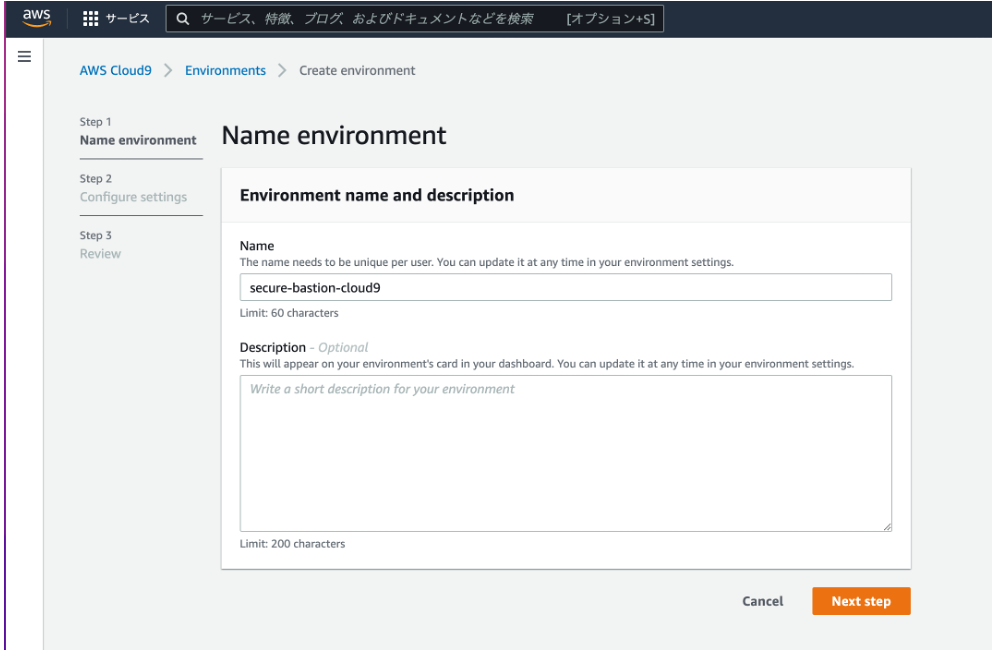 aws サービス サービス、特徴、ブログ、およびドキュメントなどを検索 [オプション+S]
AWS Cloud9 Environments Create environment
Step 1
Name environment
Step 2
Configure settings
Step 3
Review
Name environment
Environment name and description
Name
The name needs to be unique per user. You can update it at any time in your environment settings.
secure-bastion-cloud9
Limit: 60 characters
Description - Optional
This will appear on your environment's card in your dashboard. You can update it at any time in your environment settings.
Write a short description for your environment
Limit: 200 characters
Cancel Next step